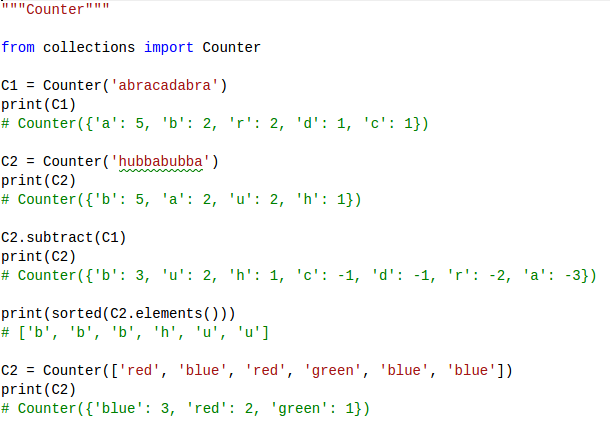 """Counter"""
from collections import Counter
C1 = Counter('abracadabra')
print(C1)
# Counter({'a': 5, 'b': 2, 'r': 2, 'd': 1, 'c': 1})
C2 = Counter('hubbabubba')
print(C2)
# Counter({'b': 5, 'a': 2, 'u': 2, 'h': 1})
C2.subtract(C1)
print(C2)
# Counter({'b': 3, 'u': 2, 'h': 1, 'c': -1, 'd': -1, 'r': -2, 'a': -3})
print(sorted(C2.elements()))
# ['b', 'b', 'b', 'h', 'u', 'u']
C2 = Counter(['red', 'blue', 'red', 'green', 'blue', 'blue'])
print(C2)
# Counter({'blue': 3, 'red': 2, 'green': 1})